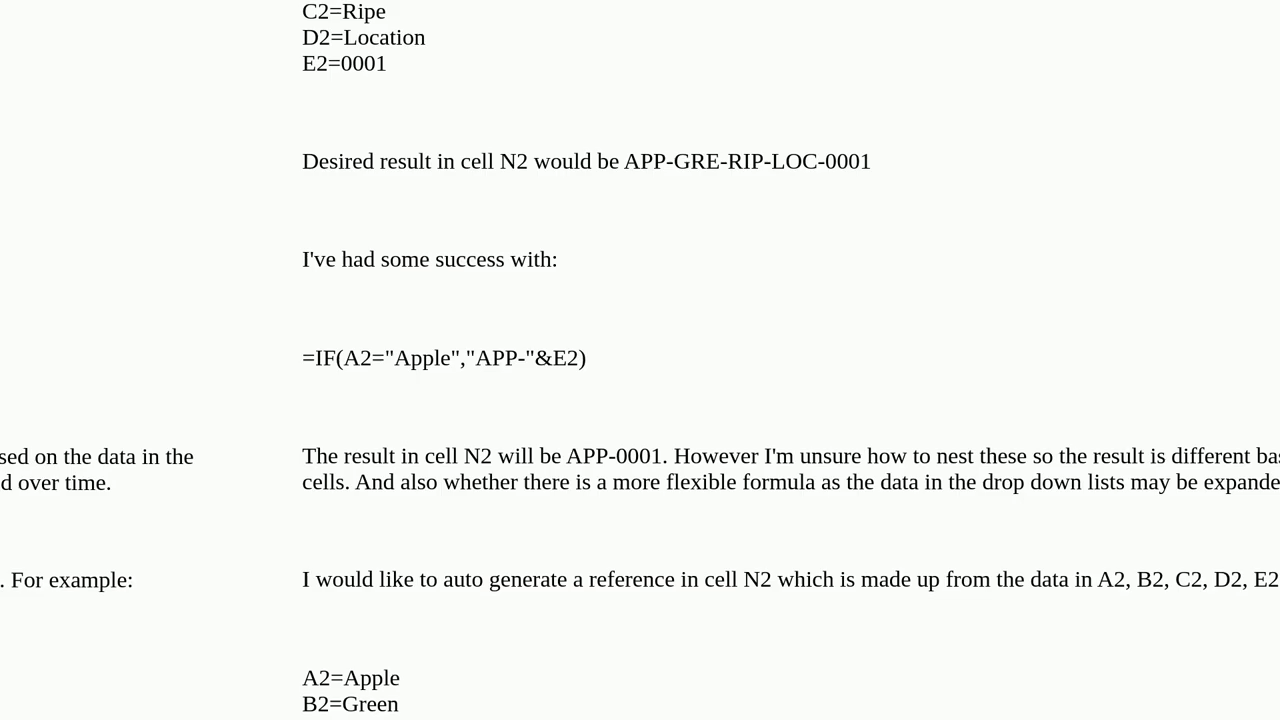 C2=Ripe
D2=Location
E2=0001
Desired result in cell N2 would be APP-GRE-RIP-LOC-0001
I've had some success with:
=IF(A2="Apple","APP-"&E2)
sed on the data in the
d over time.
The result in cell N2 will be APP-0001. However I'm unsure how to nest these so the result is different ba
cells. And also whether there is a more flexible formula as the data in the drop down lists may be expande
. For example:
I would like to auto generate a reference in cell N2 which is made up from the data in A2, B2, C2, D2, E2
A2=Apple
B2=Green